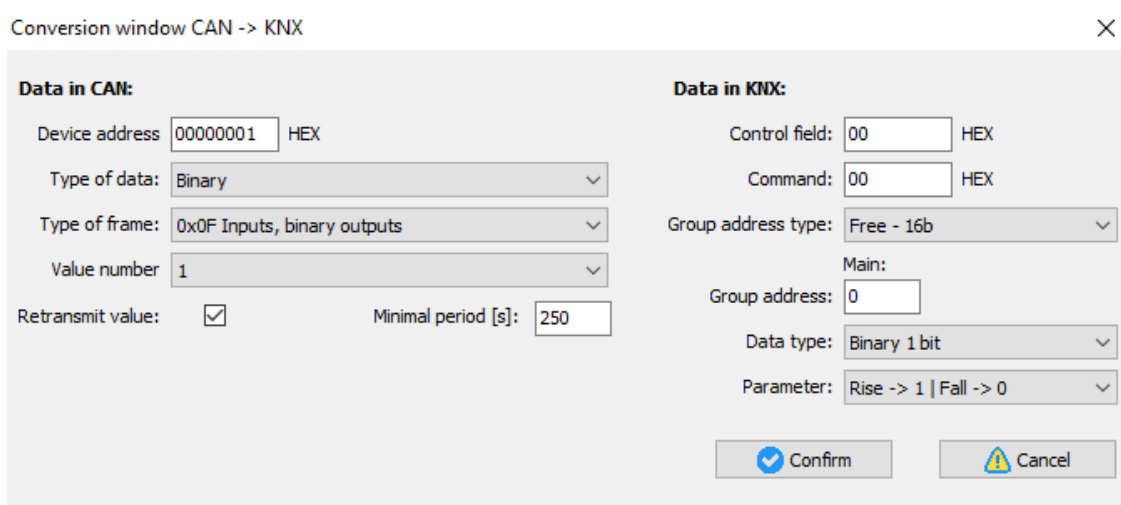 Conversion window CAN -> KNX
Data in CAN:
Device address 00000001 HEX
Type of data: Binary
Type of frame: 0x0F Inputs, binary outputs
Value number 1
Retransmit value: Minimal period [s]: 250
Data in KNX:
Control field: 00 HEX
Command: 00 HEX
Group address type: Free - 16b
Main:
Group address: 0
Data type: Binary 1 bit
Parameter: Rise -> 1 | Fall -> 0
Confirm Cancel